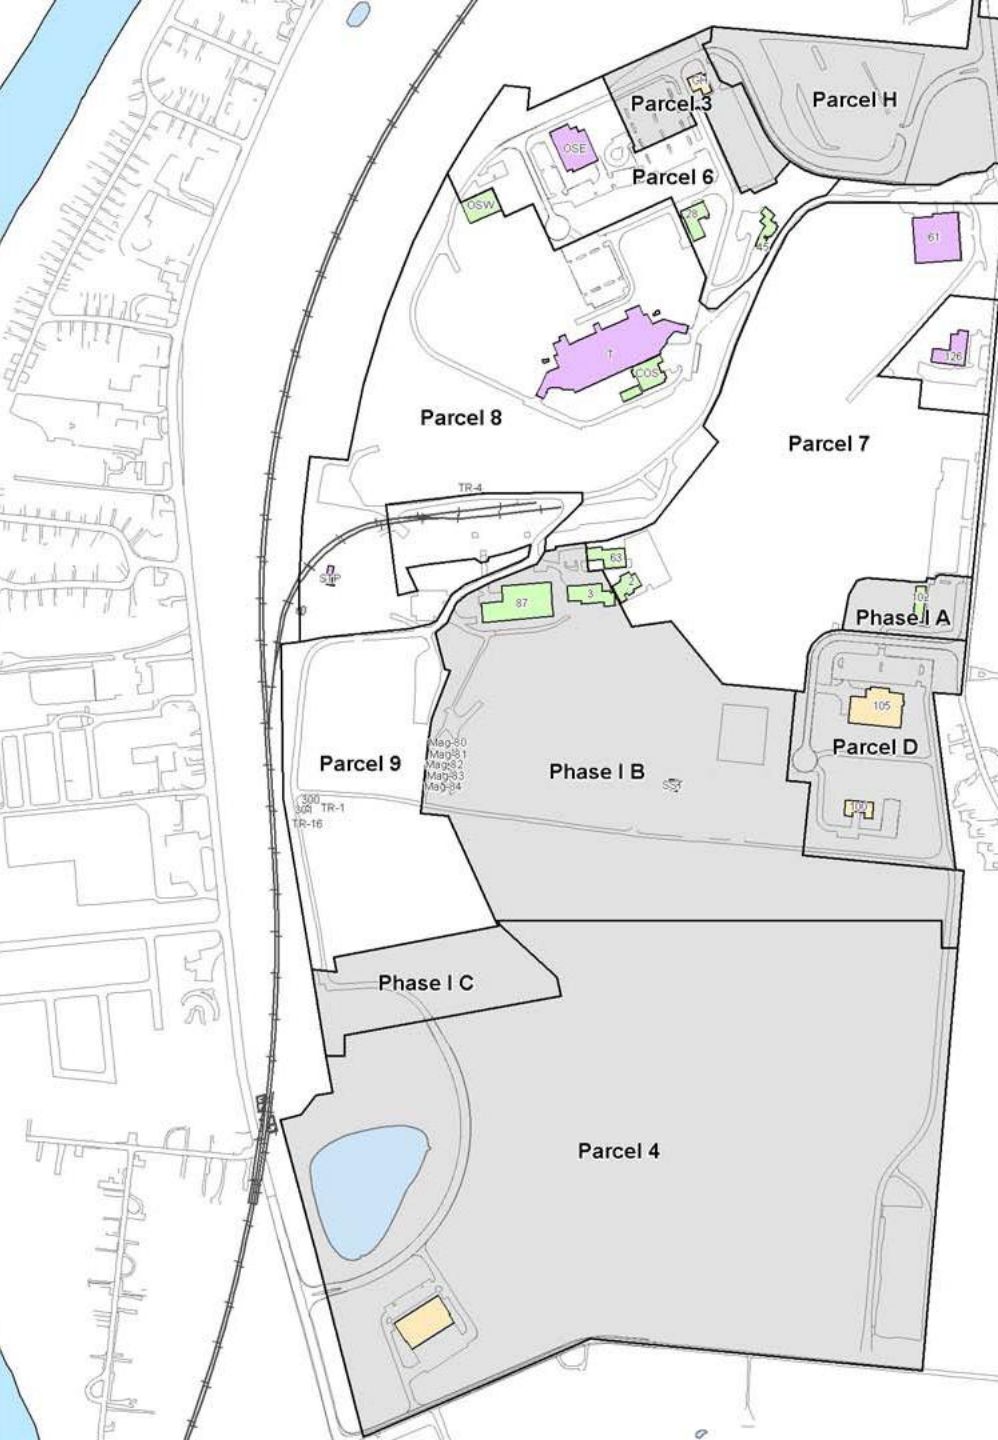 GH
Parcel 3
Parcel H
OSE
Parcel 6
OSW
28
45
61
T
126
COS
Parcel 8
Parcel 7
TR-4
63
STP
2
3
87
102
Phase I A
105
Mag-80
Mag-81
Mag-82
Mag-83
Mag-84
Parcel D
Parcel 9
Phase I B
300
301
TR-1
TR-16
100
Phase I C
Parcel 4